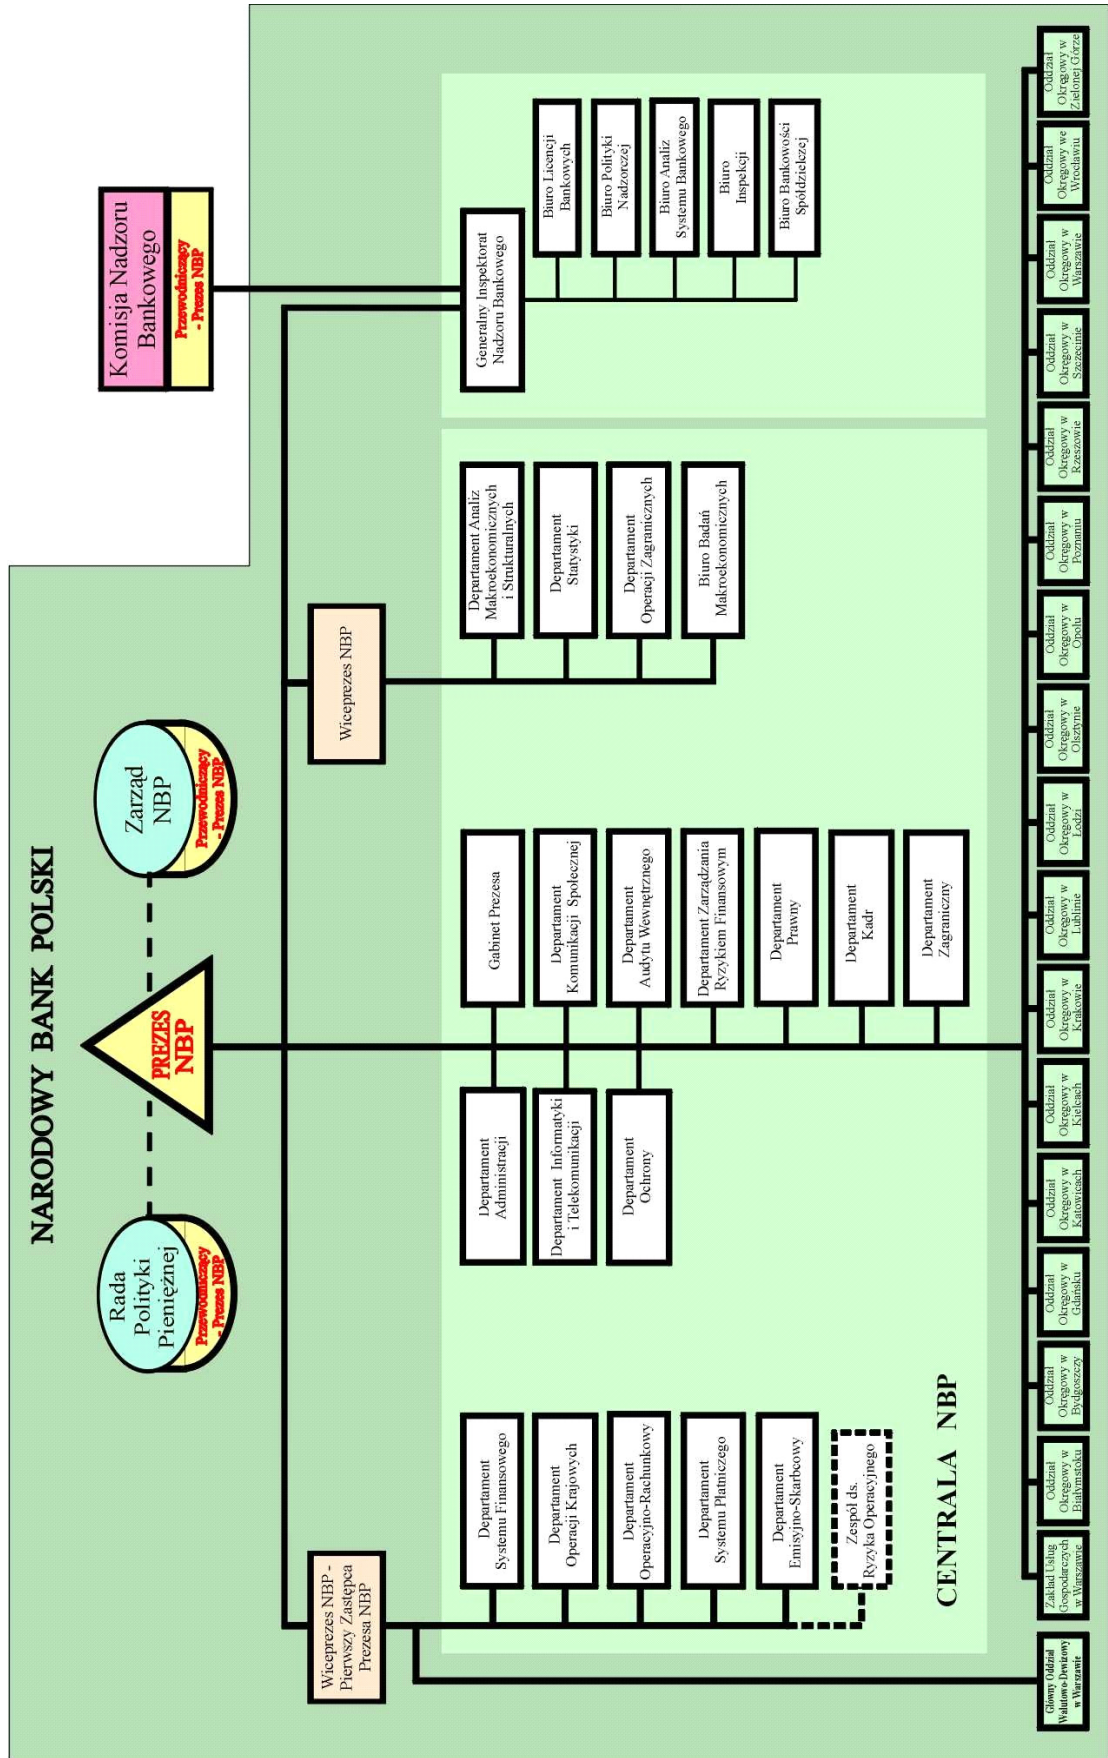 NARODOWY BANK POLSKI
Rada
Polityki
Pieniężnej
Przewodniczący
- Prezes NBP
PREZES
NBP
Zarząd
NBP
Przewodniczący
- Prezes NBP
Komisja Nadzoru
Bankowego
Przewodniczący
- Prezes NBP
Wiceprezes NBP -
Pierwszy Zastępca
Prezesa NBP
Wiceprezes NBP
Departament
Systemu Finansowego
Departament
Operacji Krajowych
Departament
Operacyjno-Rachunkowy
Departament
Systemu Płatniczego
Departament
Emisyjno-Skarbcowy
Zespół ds.
Ryzyka Operacyjnego
Departament
Administracji
Departament Informatyki
i Telekomunikacji
Departament
Ochrony
Gabinet Prezesa
Departament
Komunikacji Społecznej
Departament
Audytu Wewnętrznego
Departament Zarządzania
Ryzykiem Finansowym
Departament
Prawny
Departament
Kadr
Departament
Zagraniczny
Departament Analiz
Makroekonomicznych
i Strukturalnych
Departament
Statystyki
Departament
Operacji Zagranicznych
Biuro Badań
Makroekonomicznych
Generalny Inspektorat
Nadzoru Bankowego
Biuro Licencji
Bankowych
Biuro Polityki
Nadzorczej
Biuro Analiz
Systemu Bankowego
Biuro
Inspekcji
Biuro Bankowości
Spółdzielczej
CENTRALA NBP
Główny Oddział
Walutowo-Dewizowy
w Warszawie
Zakład Usług
Gospodarczych
w Warszawie
Oddział
Okręgowy w
Białymstoku
Oddział
Okręgowy w
Bydgoszczy
Oddział
Okręgowy w
Gdańsku
Oddział
Okręgowy w
Katowicach
Oddział
Okręgowy w
Kielcach
Oddział
Okręgowy w
Krakowie
Oddział
Okręgowy w
Lublinie
Oddział
Okręgowy w
Łodzi
Oddział
Okręgowy w
Olsztynie
Oddział
Okręgowy w
Opolu
Oddział
Okręgowy w
Poznaniu
Oddział
Okręgowy w
Rzeszowie
Oddział
Okręgowy w
Szczecinie
Oddział
Okręgowy w
Warszawie
Oddział
Okręgowy we
Wrocławiu
Oddział
Okręgowy w
Zielonej Górze